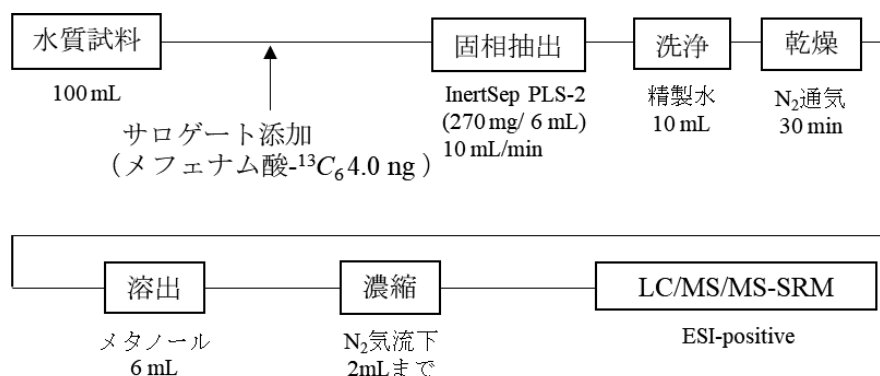 水質試料
100 mL
サロゲート添加
(メフェナム酸-¹³C₆ 4.0 ng)
固相抽出
InertSep PLS-2
(270 mg/ 6 mL)
10 mL/min
洗浄
精製水
10 mL
乾燥
N₂通気
30 min
溶出
メタノール
6 mL
濃縮
N₂気流下
2mLまで
LC/MS/MS-SRM
ESI-positive